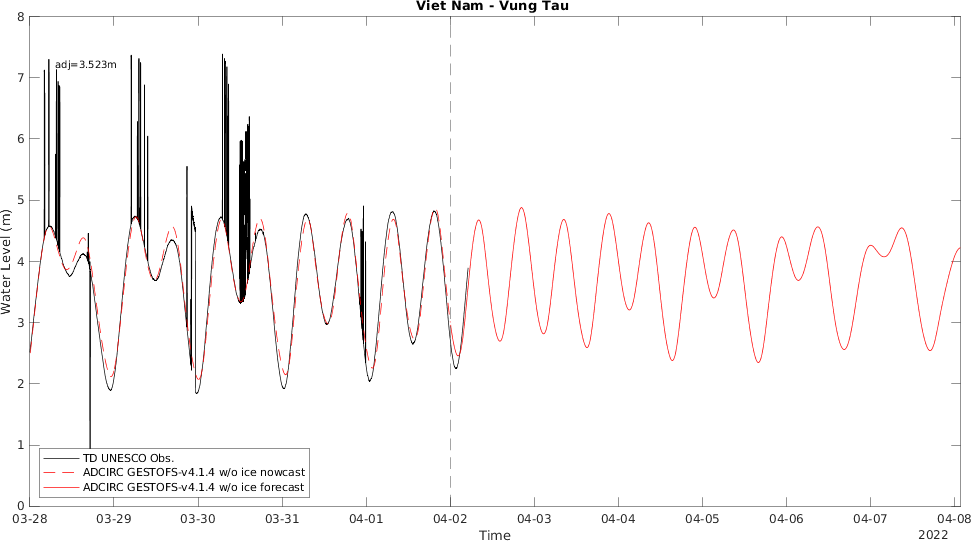 Viet Nam - Vung Tau
8
7
6
5
4
3
2
1
0
Water Level (m)
adj=3.523m
TD UNESCO Obs.
ADCIRC GESTOFS-v4.1.4 w/o ice nowcast
ADCIRC GESTOFS-v4.1.4 w/o ice forecast
03-28 03-29 03-30 03-31 04-01 04-02 04-03 04-04 04-05 04-06 04-07 04-08
Time
2022